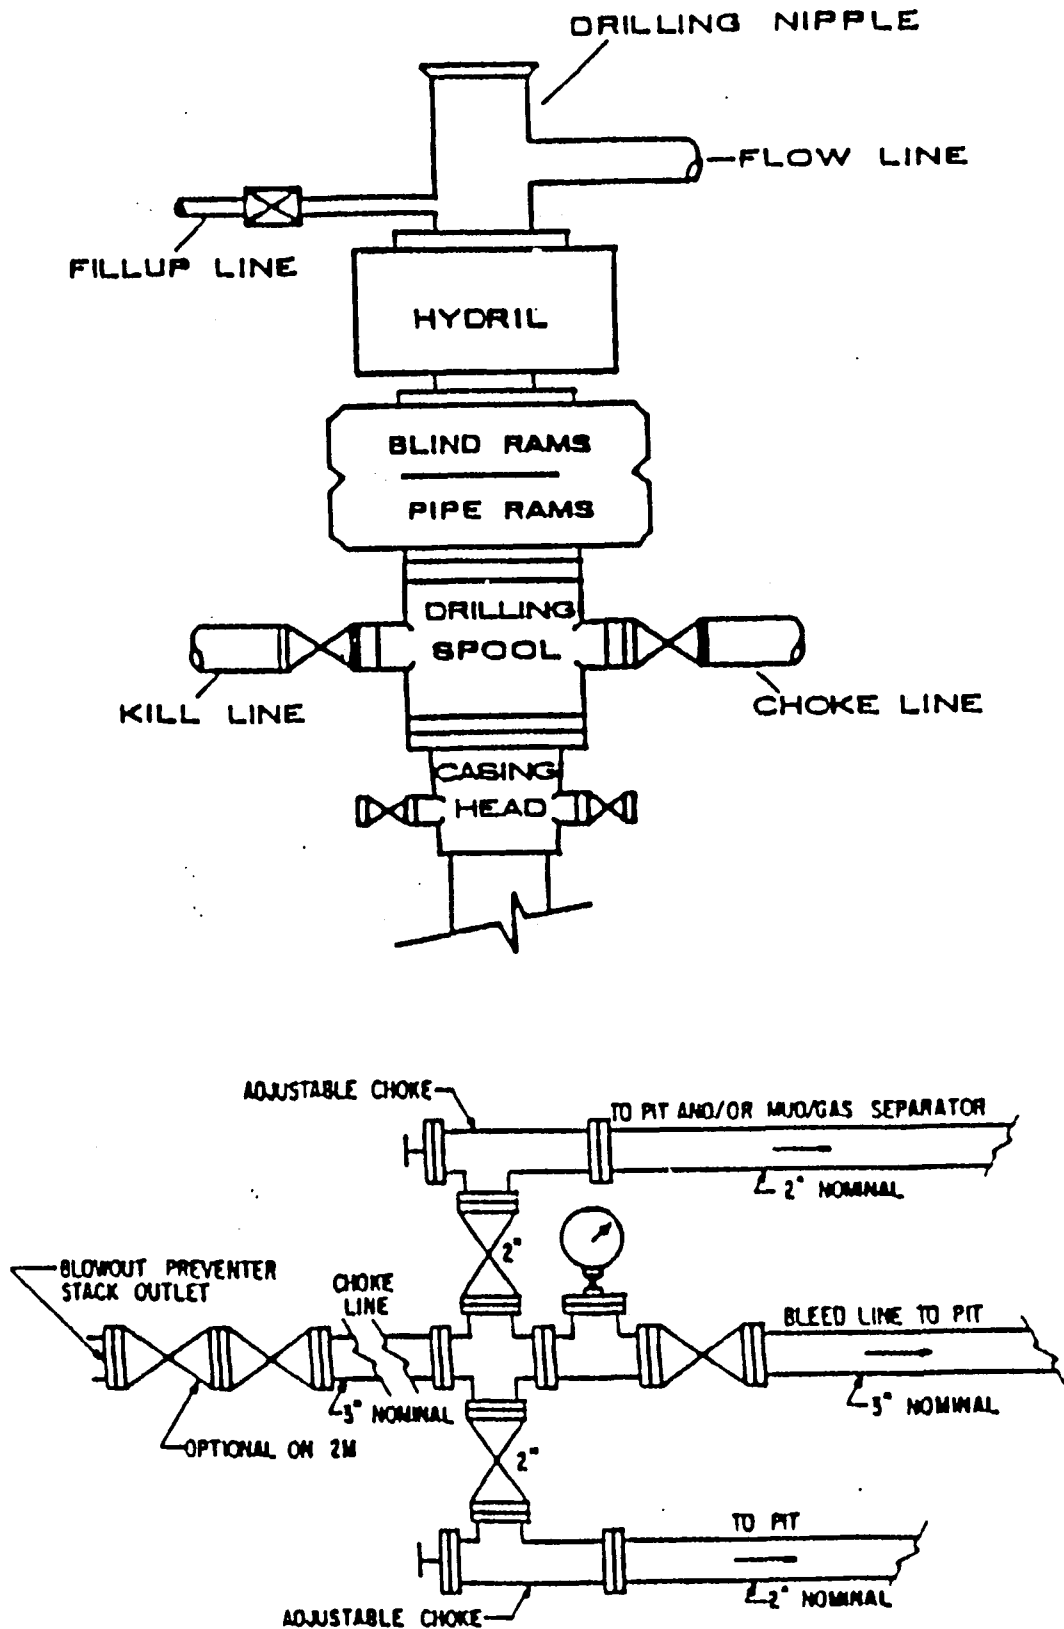 DRILLING NIPPLE
FLOW LINE
FILLUP LINE
HYDRIL
BLIND RAMS
PIPE RAMS
DRILLING
SPOOL
KILL LINE
CHOKE LINE
CASING
HEAD
ADJUSTABLE CHOKE
TO PIT AND/OR MUD/GAS SEPARATOR
2" NOMINAL
2"
BLOWOUT PREVENTER
STACK OUTLET
CHOKE
LINE
BLEED LINE TO PIT
3" NOMINAL
3" NOMINAL
OPTIONAL ON 2M
2"
TO PIT
2" NOMINAL
ADJUSTABLE CHOKE